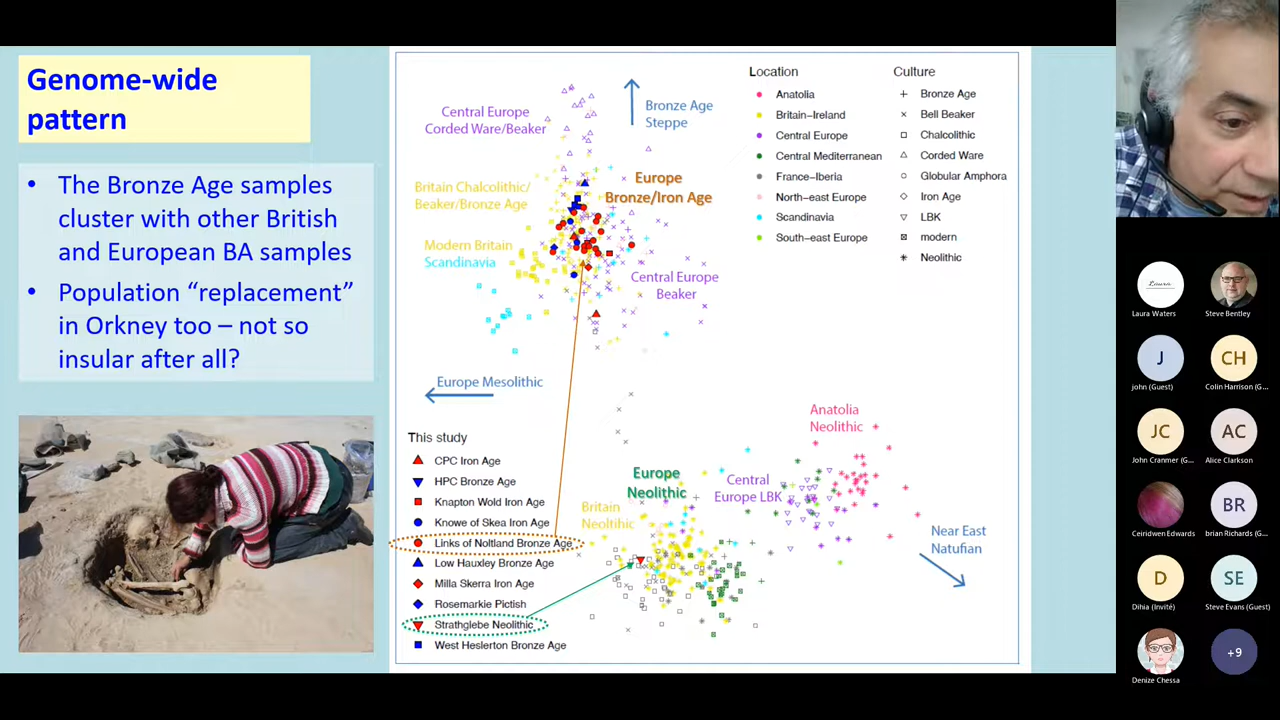 Genome-wide
pattern
• The Bronze Age samples
cluster with other British
and European BA samples
• Population “replacement”
in Orkney too – not so
insular after all?
Central Europe
Corded Ware/Beaker
Bronze Age
Steppe
Britain Chalcolithic/
Beaker/Bronze Age
Europe
Bronze/Iron Age
Modern Britain
Scandinavia
Central Europe
Beaker
Europe Mesolithic
Location
Anatolia
Britain−Ireland
Central Europe
Central Mediterranean
France−Iberia
North−east Europe
Scandinavia
South−east Europe
Culture
Bronze Age
Bell Beaker
Chalcolithic
Corded Ware
Globular Amphora
Iron Age
LBK
modern
Neolithic
This study
CPC Iron Age
HPC Bronze Age
Knapton Wold Iron Age
Knowe of Skea Iron Age
Links of Noltland Bronze Age
Low Hauxley Bronze Age
Milla Skerra Iron Age
Rosemarkie Pictish
Strathglebe Neolithic
West Heslerton Bronze Age
Europe
Neolithic
Britain
Neoltihic
Central
Europe LBK
Anatolia
Neolithic
Near East
Natufian
Laura
Laura Waters
Steve Bentley
J
john (Guest)
CH
Colin Harrison (G...
JC
John Cranmer (G...
AC
Alice Clarkson
Ceiridwen Edwards
BR
brian Richards (G...
D
Dihia (Invité)
SE
Steve Evans (Guest)
Denize Chessa
+9